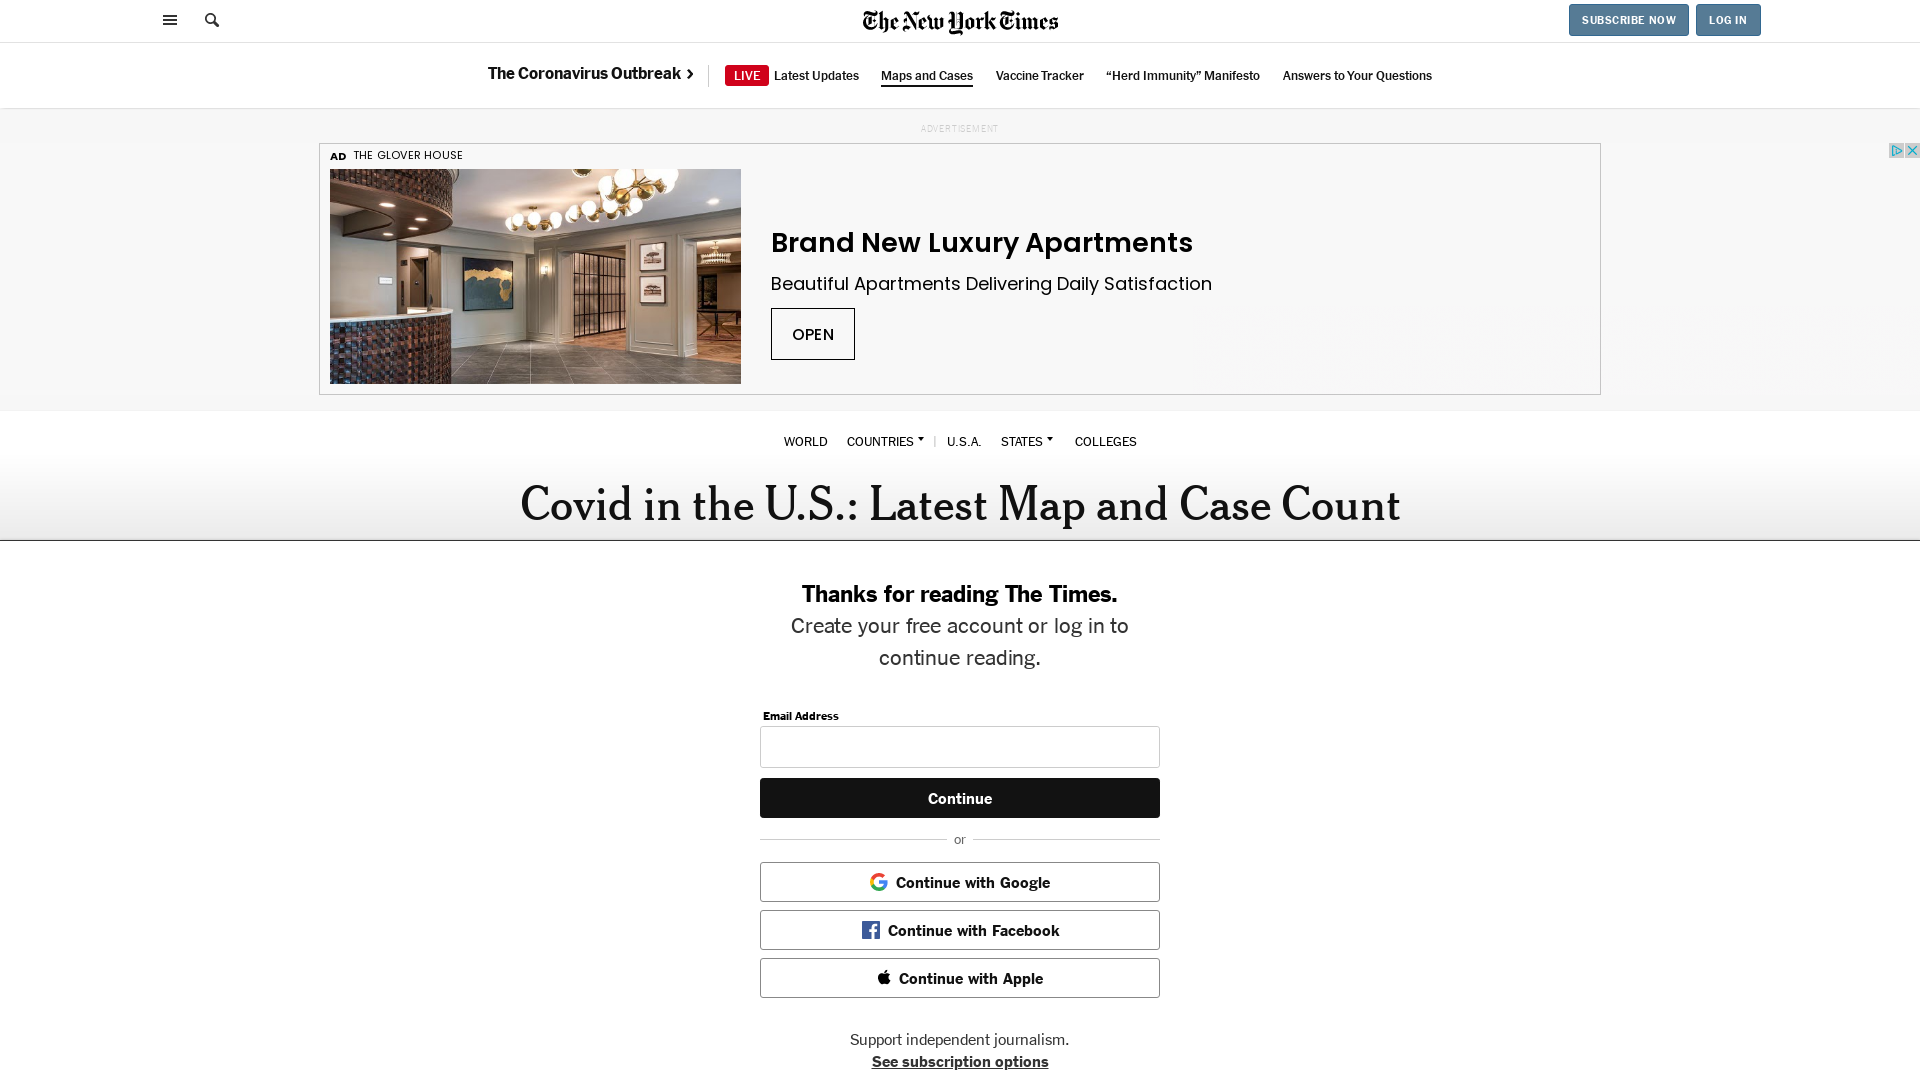 The New York Times
SUBSCRIBE NOW
LOG IN
The Coronavirus Outbreak
LIVE Latest Updates
Maps and Cases
Vaccine Tracker
“Herd Immunity” Manifesto
Answers to Your Questions
ADVERTISEMENT
AD THE GLOVER HOUSE
Brand New Luxury Apartments
Beautiful Apartments Delivering Daily Satisfaction
OPEN
WORLD COUNTRIES | U.S.A. STATES COLLEGES
Covid in the U.S.: Latest Map and Case Count
Thanks for reading The Times.
Create your free account or log in to
continue reading.
Email Address
Continue
or
Continue with Google
Continue with Facebook
Continue with Apple
Support independent journalism.
See subscription options